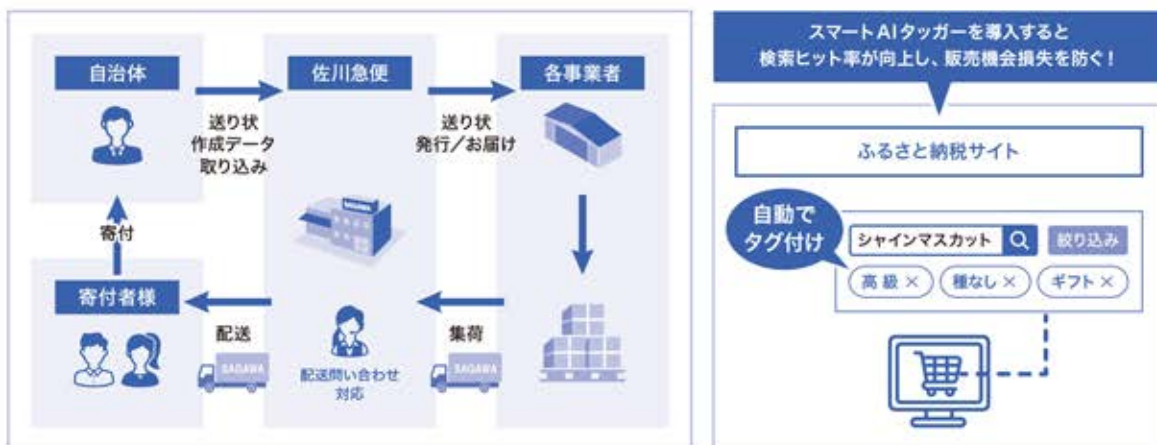 自治体
佐川急便
各事業者
送り状
作成データ
取り込み
送り状
発行／お届け
SAGAWA
寄付
寄付者様
配送
集荷
SAGAWA
SAGAWA
配送問い合わせ
対応
スマートAIタッガーを導入すると
検索ヒット率が向上し、販売機会損失を防ぐ！
ふるさと納税サイト
自動で
タグ付け
シャインマスカット
絞り込み
高級 ×
種なし ×
ギフト ×